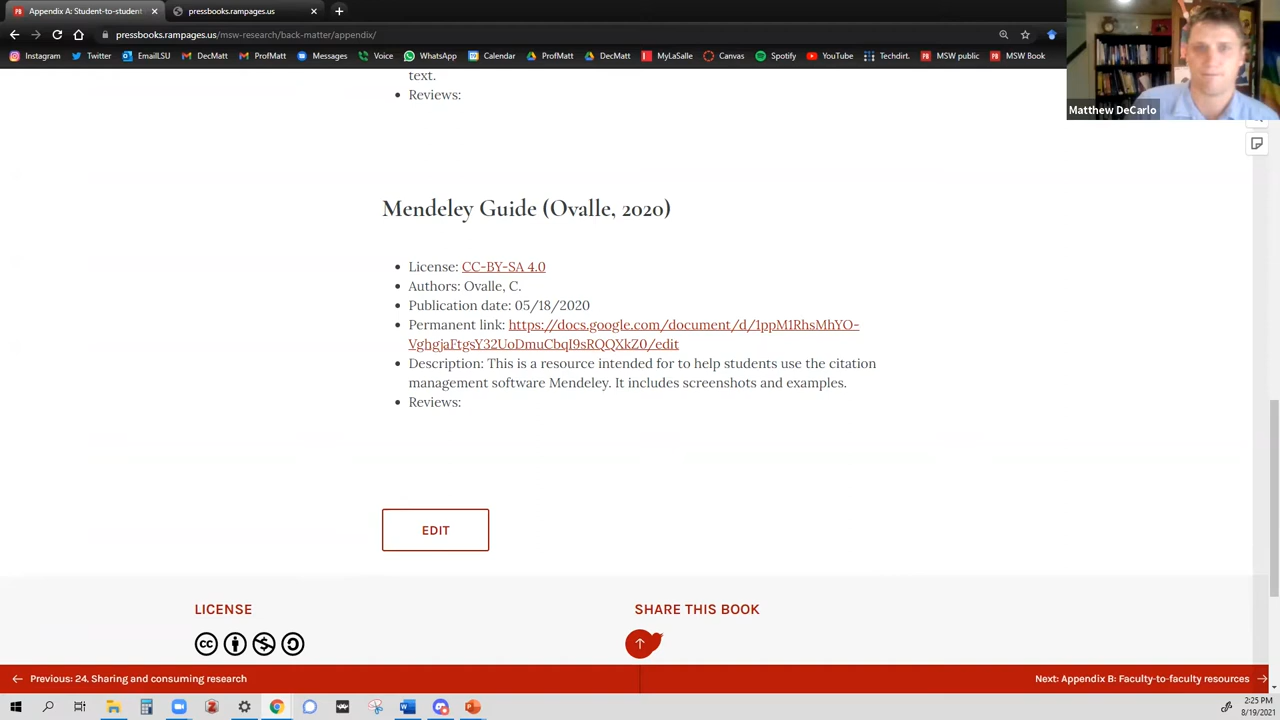 Appendix A: Student-to-student
pressbooks.rampages.us
pressbooks.rampages.us/msw-research/back-matter/appendix/
Instagram Twitter EmailLSU DecMatt ProfMatt Messages Voice WhatsApp Calendar ProfMatt DecMatt MyLaSalle Canvas Spotify YouTube Techdirt. MSW public MSW Book
Matthew DeCarlo
text.
Reviews:
Mendeley Guide (Ovalle, 2020)
License: CC-BY-SA 4.0
Authors: Ovalle, C.
Publication date: 05/18/2020
Permanent link: https://docs.google.com/document/d/1ppM1RhsMhYO-
VghgjaFtgsY32UoDmuCbqI9sRQQXkZ0/edit
Description: This is a resource intended for to help students use the citation
management software Mendeley. It includes screenshots and examples.
Reviews:
EDIT
LICENSE
SHARE THIS BOOK
Previous: 24. Sharing and consuming research
Next: Appendix B: Faculty-to-faculty resources
2:25 PM
8/19/2021